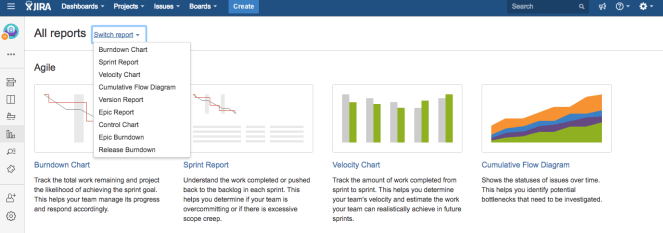 JIRA Dashboards Projects Issues Boards Create Search
All reports Switch report
Burndown Chart
Sprint Report
Velocity Chart
Cumulative Flow Diagram
Version Report
Epic Report
Control Chart
Epic Burndown
Release Burndown
Agile
Burndown Chart
Track the total work remaining and project
the likelihood of achieving the sprint goal.
This helps your team manage its progress
and respond accordingly.
Sprint Report
Understand the work completed or pushed
back to the backlog in each sprint. This
helps you determine if your team is
overcommitting or if there is excessive
scope creep.
Velocity Chart
Track the amount of work completed from
sprint to sprint. This helps you determine
your team's velocity and estimate the work
your team can realistically achieve in future
sprints.
Cumulative Flow Diagram
Shows the statuses of issues over time.
This helps you identify potential
bottlenecks that need to be investigated.